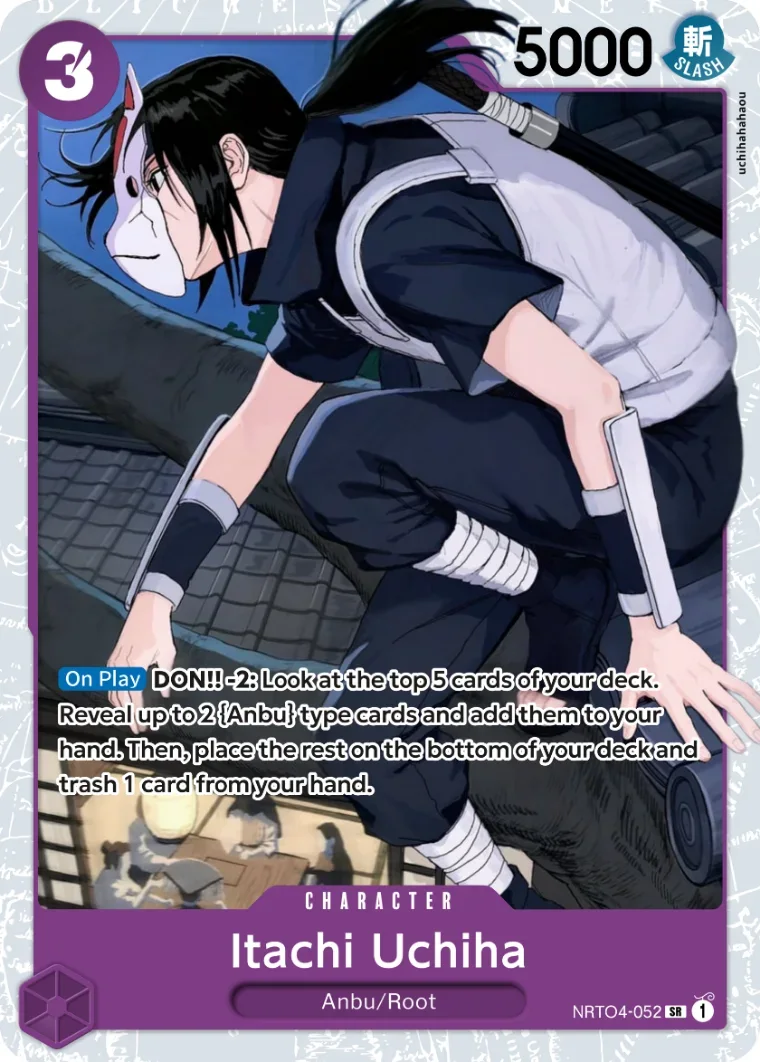 3
5000
斬
SLASH
uchihahahaou
On Play DON!! -2: Look at the top 5 cards of your deck.
Reveal up to 2 {Anbu} type cards and add them to your
hand. Then, place the rest on the bottom of your deck and
trash 1 card from your hand.
CHARACTER
Itachi Uchiha
Anbu/Root
NRTO4-052 SR 1